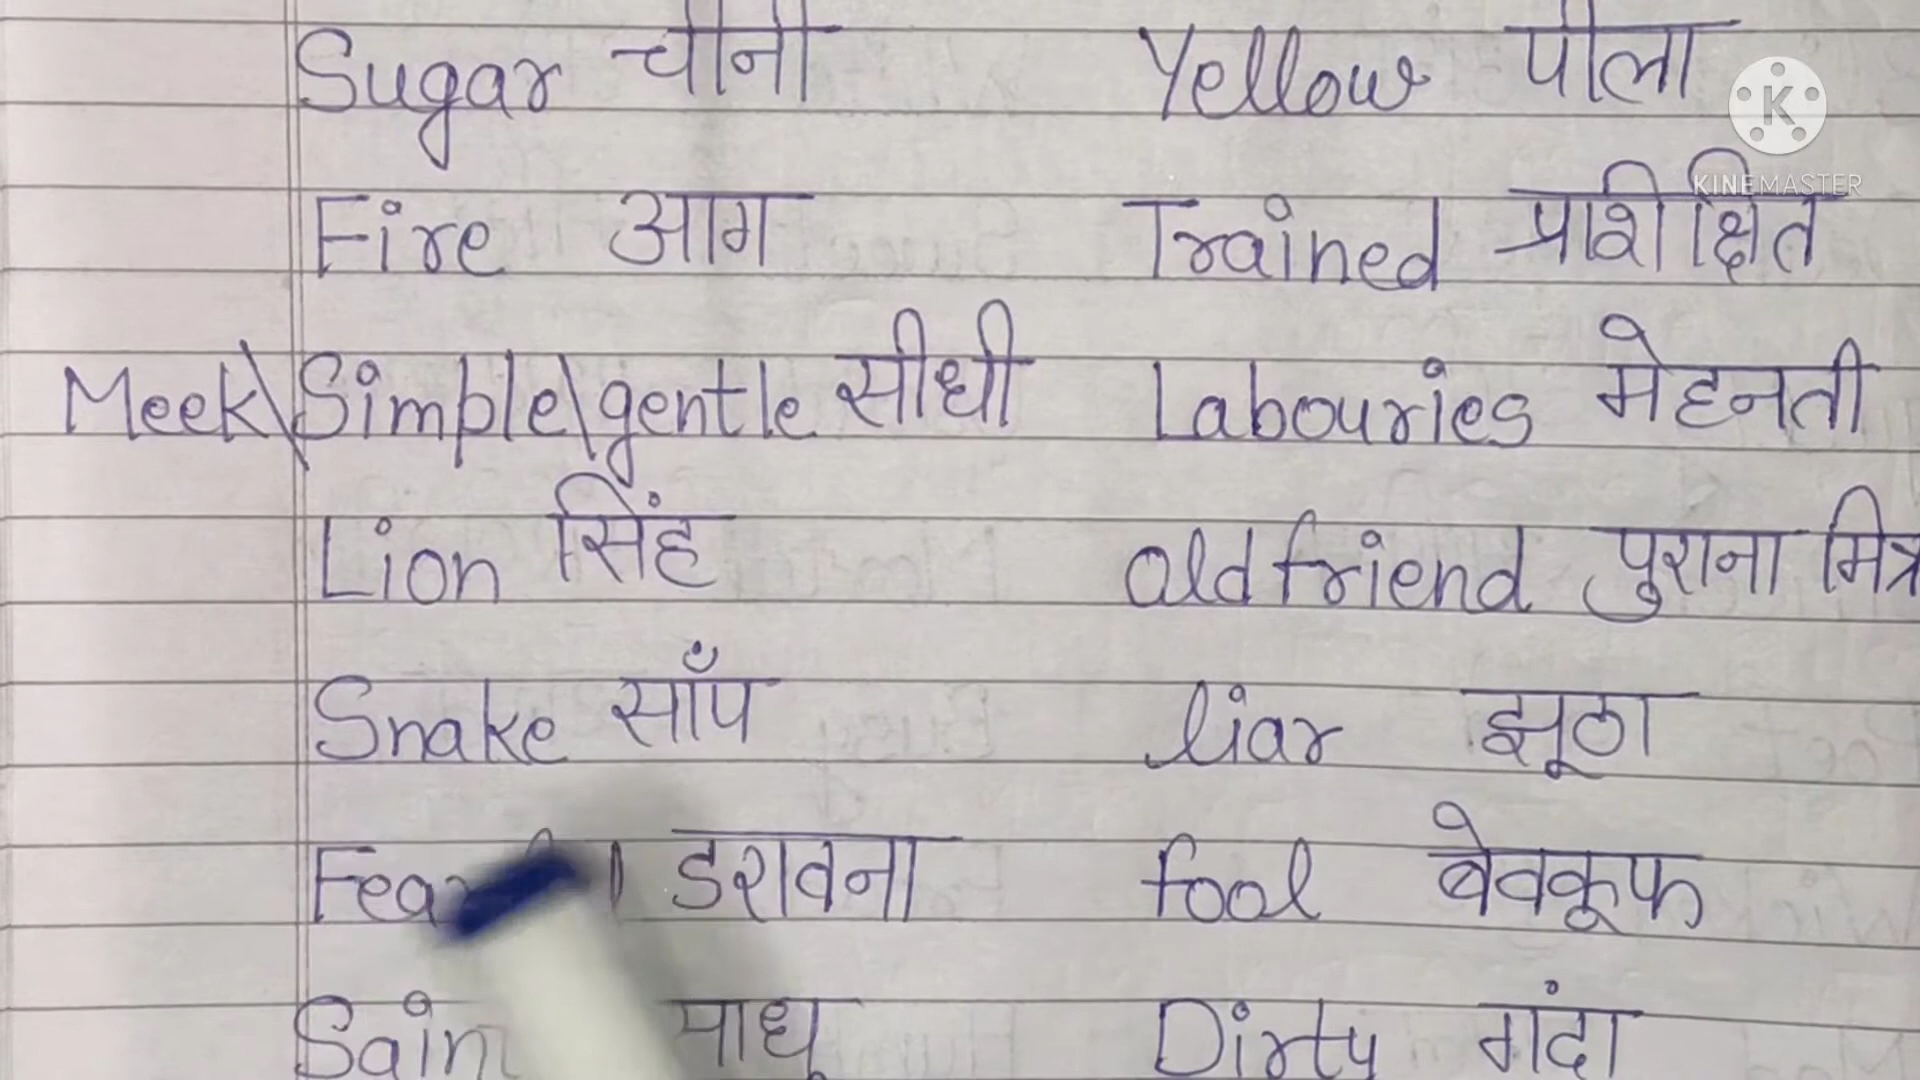 Sugar चीनी Yellow पीला
KINEMASTER
Fire आग Trained प्रशिक्षित
Meek\Simple\gentle सीधी Labouries मेहनती
Lion सिंह old friend पुराना मित्र
Snake साँप liar झूठा
डरावना fool बेवकूफ
Dirty गंदा